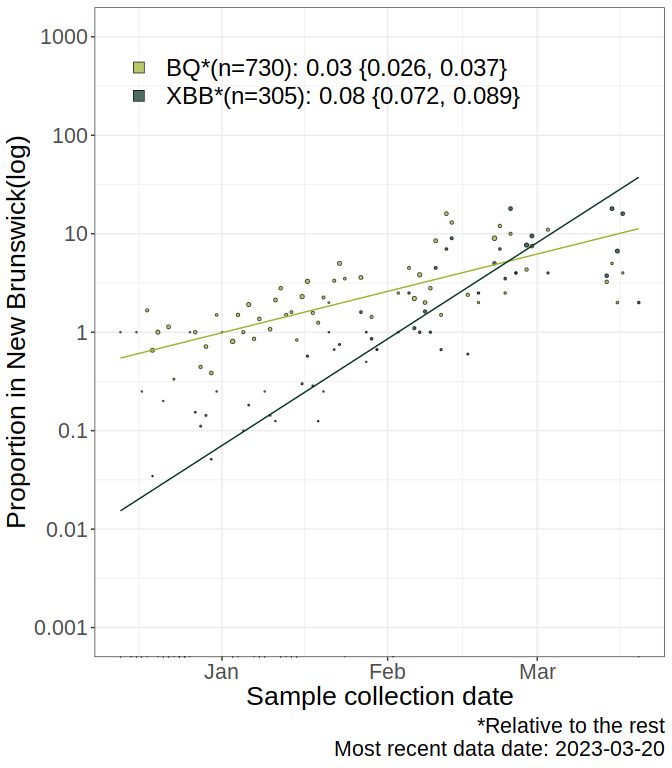 1000
100
10
1
0.1
0.01
0.001
Proportion in New Brunswick(log)
BQ*(n=730): 0.03 {0.026, 0.037}
XBB*(n=305): 0.08 {0.072, 0.089}
Jan Feb Mar
Sample collection date
*Relative to the rest
Most recent data date: 2023-03-20